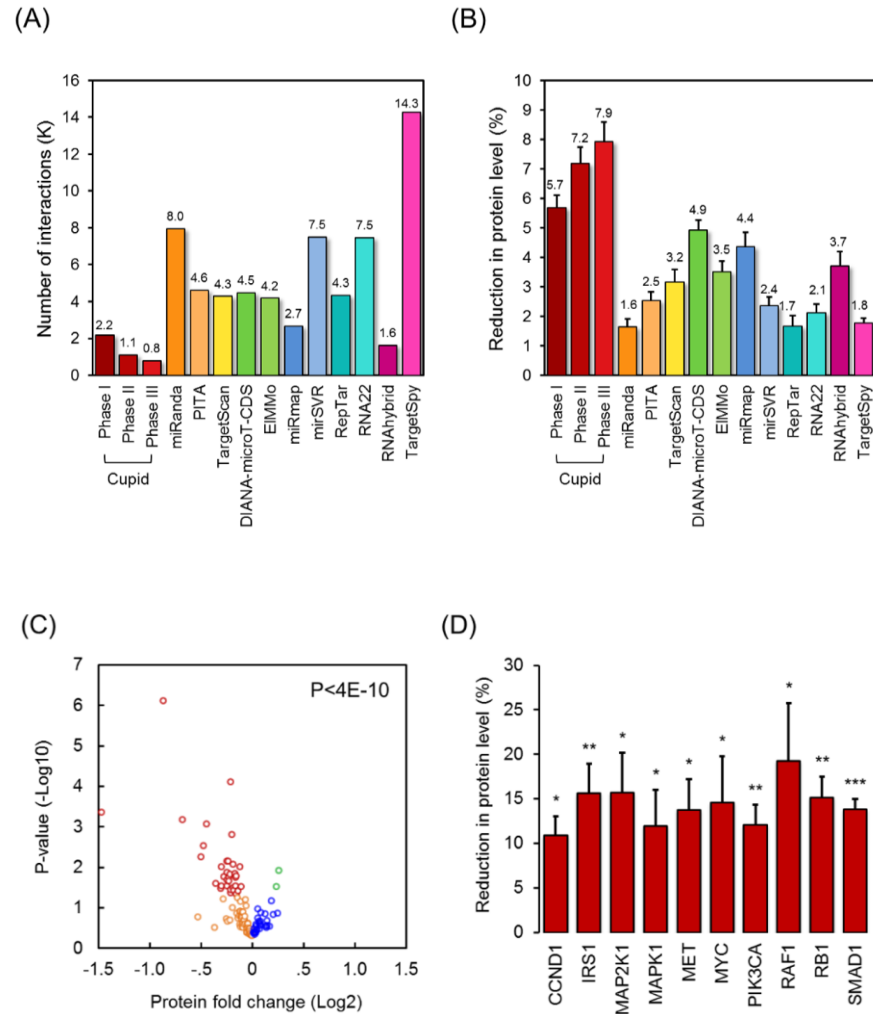 (A)
Number of interactions (K)
16
14
12
10
8
6
4
2
0
2.2
1.1
0.8
8.0
4.6
4.3
4.5
4.2
2.7
7.5
4.3
7.5
1.6
14.3
Phase I
Phase II
Phase III
miRanda
PITA
TargetScan
DIANA-microT-CDS
EIMMo
miRmap
mirSVR
RepTar
RNA22
RNAhybrid
TargetSpy
Cupid
(B)
Reduction in protein level (%)
10
9
8
7
6
5
4
3
2
1
0
5.7
7.2
7.9
1.6
2.5
3.2
4.9
3.5
4.4
2.4
1.7
2.1
3.7
1.8
Phase I
Phase II
Phase III
miRanda
PITA
TargetScan
DIANA-microT-CDS
EIMMo
miRmap
mirSVR
RepTar
RNA22
RNAhybrid
TargetSpy
Cupid
(C)
P-value (-Log10)
7
6
5
4
3
2
1
0
P<4E-10
-1.5
-1.0
-.5
.0
.5
1.0
1.5
Protein fold change (Log2)
(D)
Reduction in protein level (%)
30
25
20
15
10
5
0
*
**
*
*
*
*
**
*
**
***
CCND1
IRS1
MAP2K1
MAPK1
MET
MYC
PIK3CA
RAF1
RB1
SMAD1